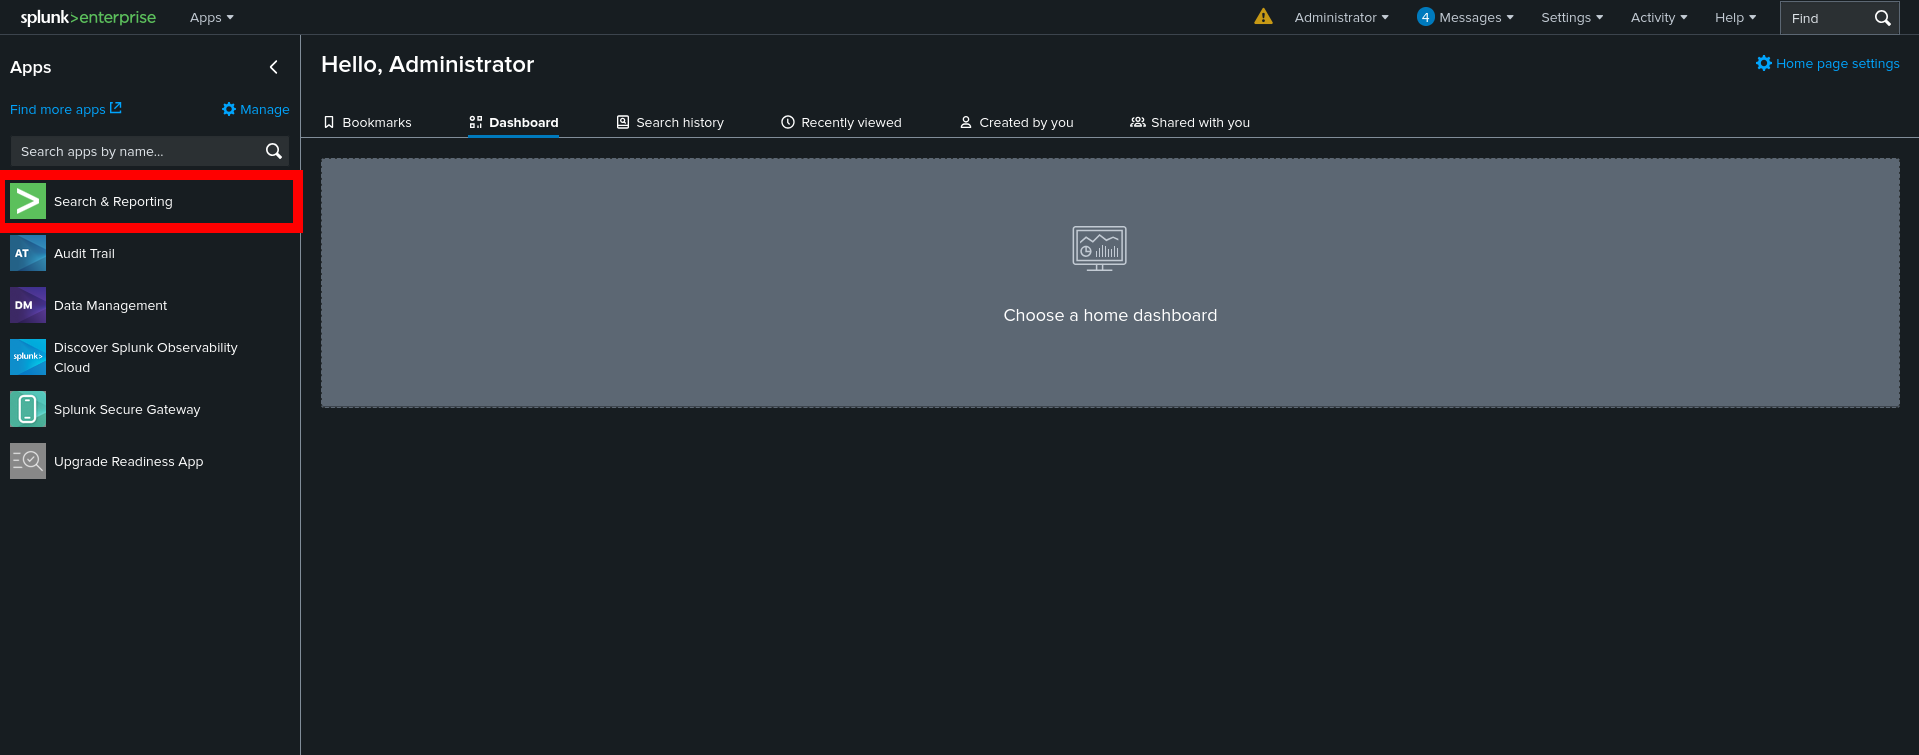 splunk>enterprise Apps Administrator 4 Messages Settings Activity Help Find
Apps
Find more apps Manage
Search apps by name...
Search & Reporting
AT Audit Trail
DM Data Management
splunk> Discover Splunk Observability
Cloud
Splunk Secure Gateway
Upgrade Readiness App
Hello, Administrator
Home page settings
Bookmarks Dashboard Search history Recently viewed Created by you Shared with you
Choose a home dashboard